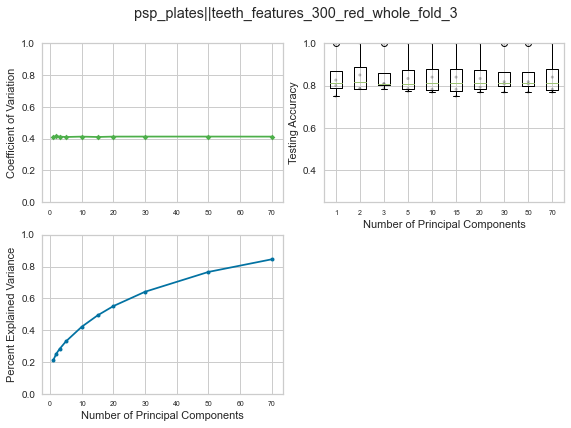 psp_plates||teeth_features_300_red_whole_fold_3
Coefficient of Variation
1.0
0.8
0.6
0.4
0.2
0.0
0 10 20 30 40 50 60 70
Testing Accuracy
1.0
0.8
0.6
0.4
1 2 3 5 10 15 20 30 50 70
Number of Principal Components
Percent Explained Variance
1.0
0.8
0.6
0.4
0.2
0.0
0 10 20 30 40 50 60 70
Number of Principal Components